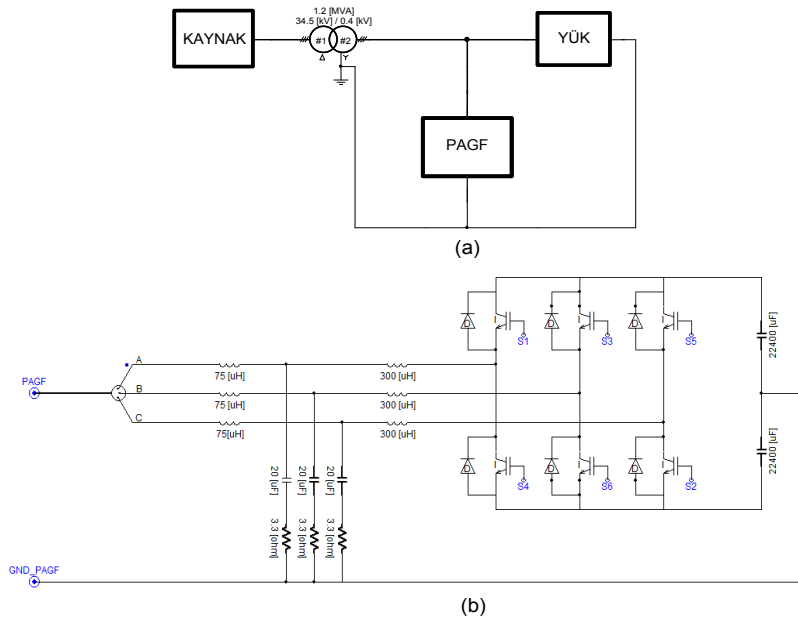 1.2 [MVA]
34.5 [kV] / 0.4 [kV]
KAYNAK
#1
#2
YÜK
PAGF
(a)
D
I
S1
D
I
S3
D
I
S5
22400 [uF]
A
75 [uH]
300 [uH]
PAGF
B
75 [uH]
300 [uH]
C
75[uH]
300 [uH]
22400 [uF]
D
I
S4
D
I
S6
D
I
S2
20 [uF]
20 [uF]
20 [uF]
3.3 [ohm]
3.3 [ohm]
3.3 [ohm]
GND_PAGF
(b)